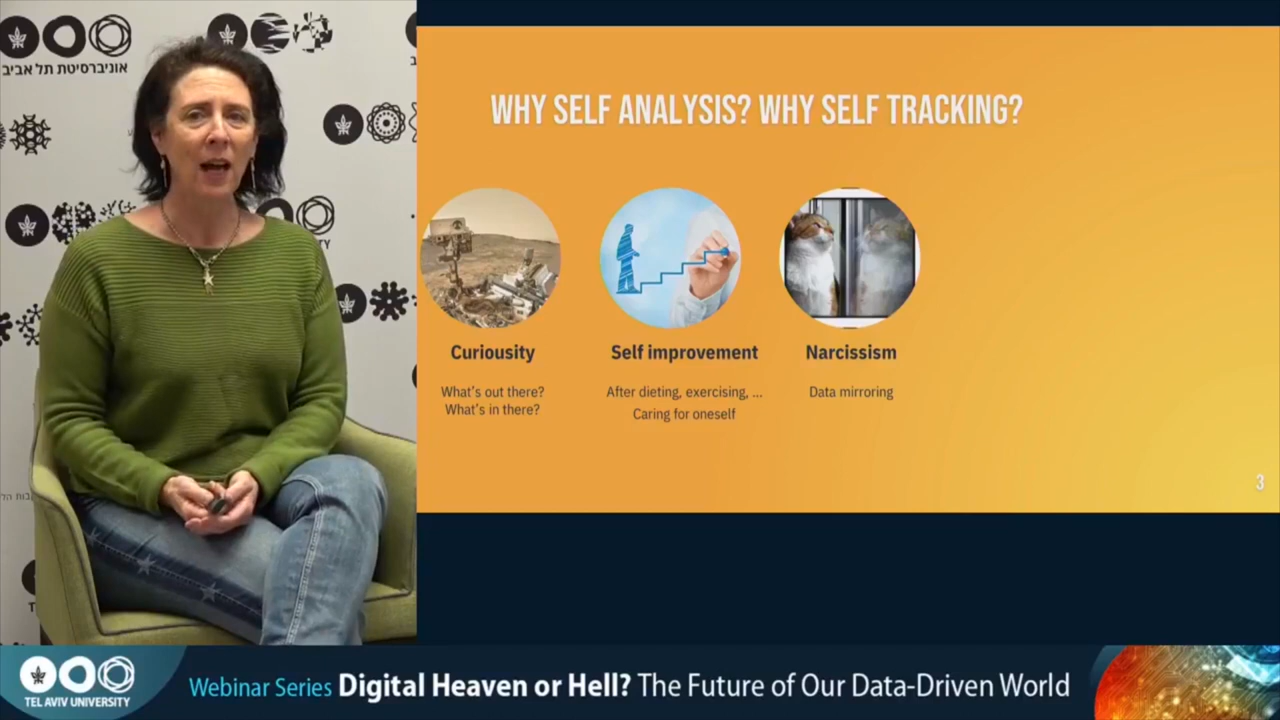 אוניברסיטת תל אביב
WHY SELF ANALYSIS? WHY SELF TRACKING?
Curiousity
What's out there?
What's in there?
Self improvement
After dieting, exercising, ...
Caring for oneself
Narcissism
Data mirroring
3
TEL AVIV UNIVERSITY
Webinar Series Digital Heaven or Hell? The Future of Our Data-Driven World